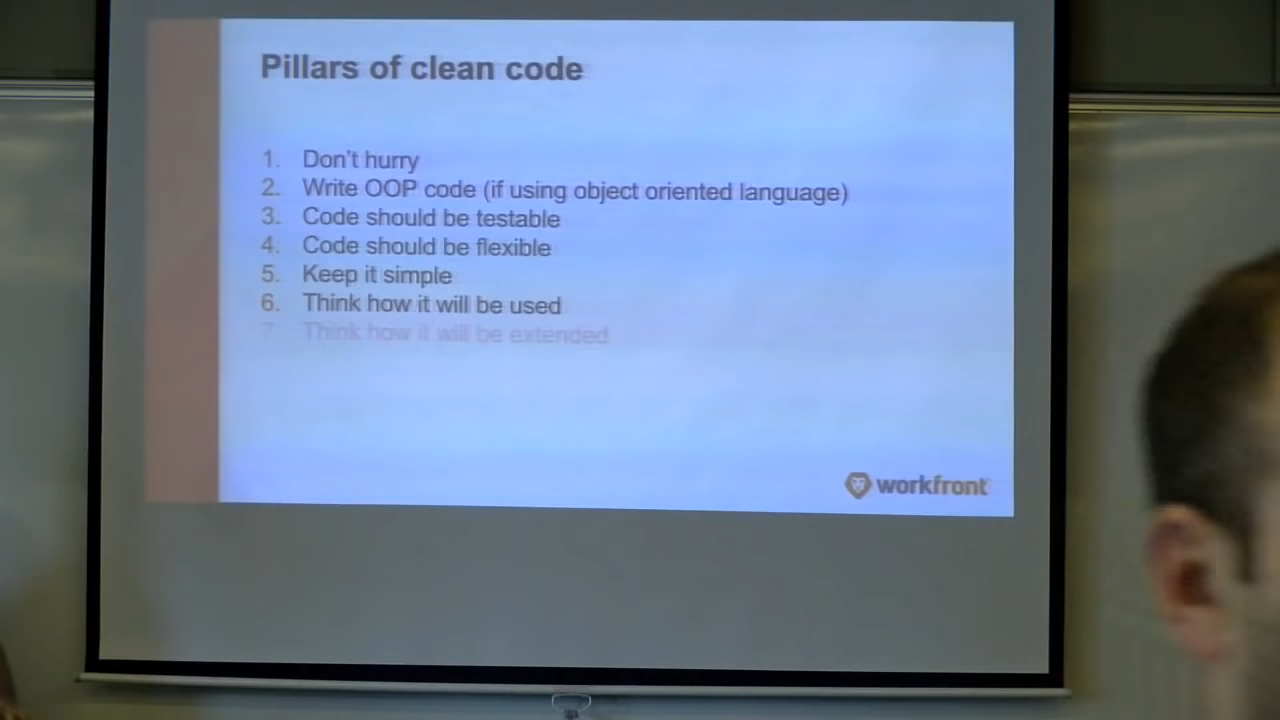 Pillars of clean code
1. Don't hurry
2. Write OOP code (if using object oriented language)
3. Code should be testable
4. Code should be flexible
5. Keep it simple
6. Think how it will be used
7. Think how it will be extended
workfront